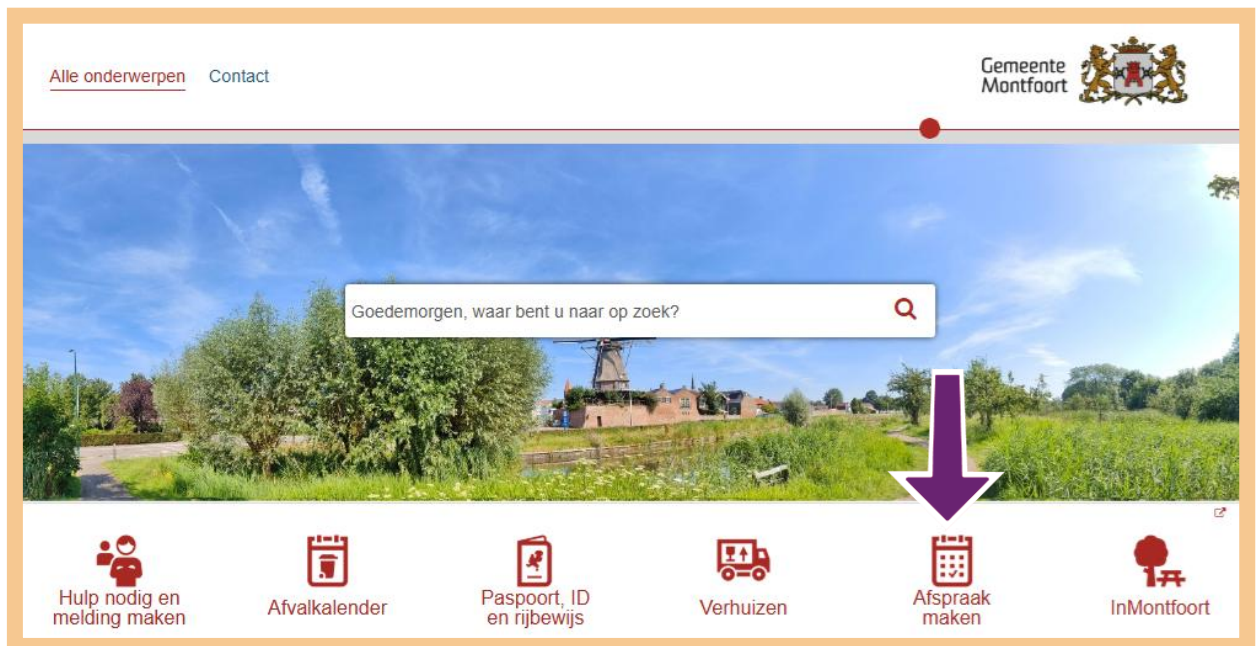 Alle onderwerpen Contact
Gemeente
Montfoort
Goedemorgen, waar bent u naar op zoek?
Hulp nodig en
melding maken
Afvalkalender
Paspoort, ID
en rijbewijs
Verhuizen
Afspraak
maken
InMontfoort